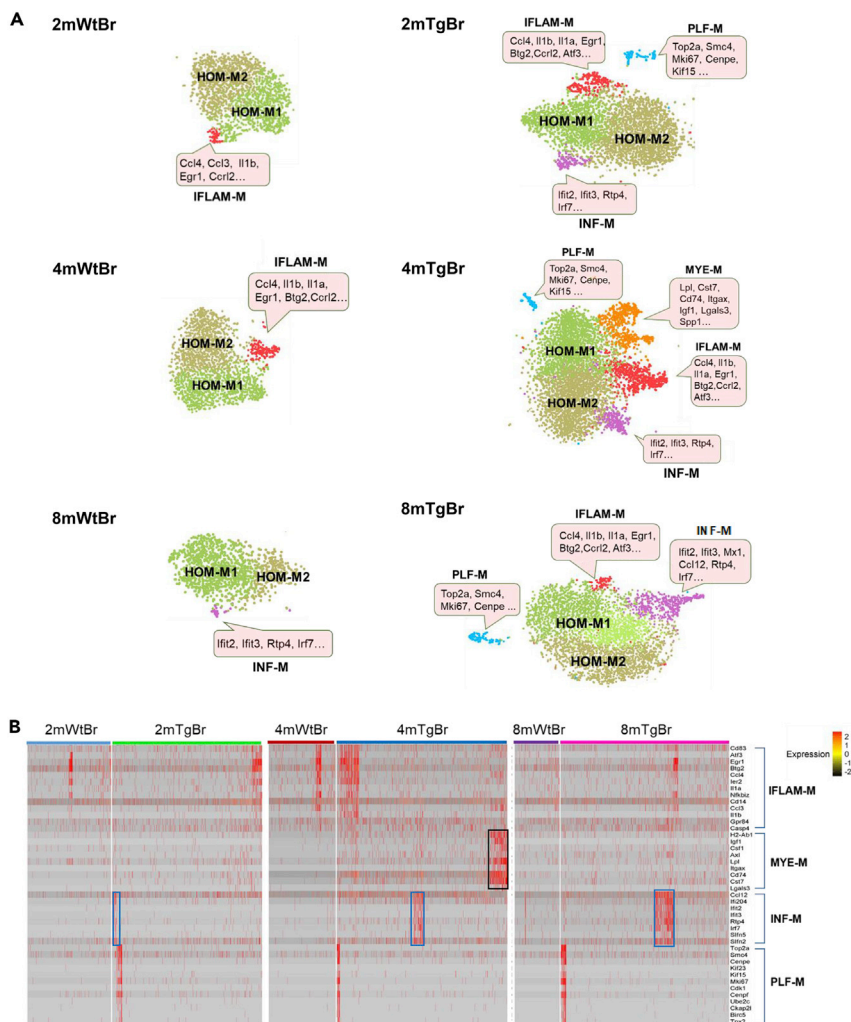 A
2mWtBr
HOM-M2
HOM-M1
Ccl4, Ccl3, Il1b,
Egr1, Ccrl2…
IFLAM-M
2mTgBr
IFLAM-M
Ccl4, Il1b, Il1a, Egr1,
Btg2,Ccrl2, Atf3…
PLF-M
Top2a, Smc4,
Mki67, Cenpe,
Kif15 ...
HOM-M1
HOM-M2
Ifit2, Ifit3, Rtp4,
Irf7…
INF-M
4mWtBr
IFLAM-M
Ccl4, Il1b, Il1a,
Egr1, Btg2,Ccrl2…
HOM-M2
HOM-M1
4mTgBr
PLF-M
Top2a, Smc4,
Mki67, Cenpe,
Kif15 ...
MYE-M
Lpl, Cst7,
Cd74, Itgax,
Igf1, Lgals3,
Spp1…
HOM-M1
HOM-M2
IFLAM-M
Ccl4, Il1b,
Il1a, Egr1,
Btg2,Ccrl2,
Atf3…
Ifit2, Ifit3, Rtp4,
Irf7…
INF-M
8mWtBr
HOM-M1
HOM-M2
Ifit2, Ifit3, Rtp4, Irf7…
INF-M
8mTgBr
IFLAM-M
Ccl4, Il1b, Il1a, Egr1,
Btg2,Ccrl2, Atf3…
INF-M
Ifit2, Ifit3, Mx1,
Ccl12, Rtp4,
Irf7…
PLF-M
Top2a, Smc4,
Mki67, Cenpe ...
HOM-M1
HOM-M2
B
2mWtBr 2mTgBr 4mWtBr 4mTgBr 8mWtBr 8mTgBr
Expression
2
1
0
-1
-2
Cd83
Atf3
Egr1
Btg2
Ccl4
Ier2
Il1a
Nfkbiz
Cd14
Ccl3
Il1b
Gpr84
Casp4
IFLAM-M
H2-Ab1
Igf1
Csf1
Axl
Lpl
Itgax
Cd74
Cst7
Lgals3
MYE-M
Ccl12
Ifi204
Ifit2
Ifit3
Rtp4
Irf7
Slfn5
Slfn2
INF-M
Top2a
Smc4
Cenpe
Kif23
Kif15
Mki67
Cdk1
Cenpf
Ube2c
Ckap2l
Birc5
PLF-M